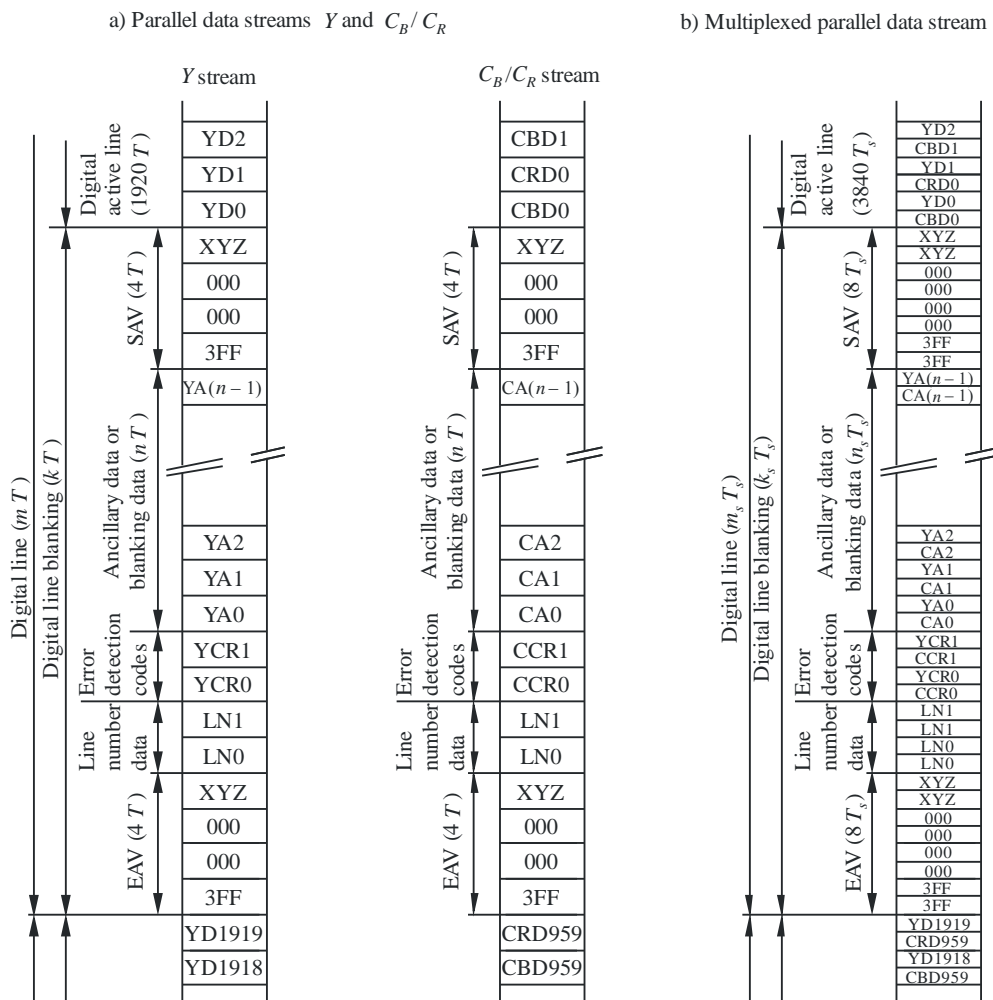 a) Parallel data streams Y and C_B/C_R
b) Multiplexed parallel data stream
Y stream
C_B/C_R stream
Digital line (m T)
Digital line blanking (k T)
Digital
active line
(1920 T)
SAV (4 T)
Ancillary data or
blanking data (n T)
Error
detection
codes
Line
number
data
EAV (4 T)
YD2
YD1
YD0
XYZ
000
000
3FF
YA(n – 1)
YA2
YA1
YA0
YCR1
YCR0
LN1
LN0
XYZ
000
000
3FF
YD1919
YD1918
SAV (4 T)
Ancillary data or
blanking data (n T)
Error
detection
codes
Line
number
data
EAV (4 T)
CBD1
CRD0
CBD0
XYZ
000
000
3FF
CA(n – 1)
CA2
CA1
CA0
CCR1
CCR0
LN1
LN0
XYZ
000
000
3FF
CRD959
CBD959
Digital line (m_s T_s)
Digital line blanking (k_s T_s)
Digital
active line
(3840 T_s)
SAV (8 T_s)
Ancillary data or
blanking data (n_s T_s)
Error
detection
codes
Line
number
data
EAV (8 T_s)
YD2
CBD1
YD1
CRD0
YD0
CBD0
XYZ
XYZ
000
000
000
000
3FF
3FF
YA(n – 1)
CA(n – 1)
YA2
CA2
YA1
CA1
YA0
CA0
YCR1
CCR1
YCR0
CCR0
LN1
LN1
LN0
LN0
XYZ
XYZ
000
000
000
000
3FF
3FF
YD1919
CRD959
YD1918
CBD959